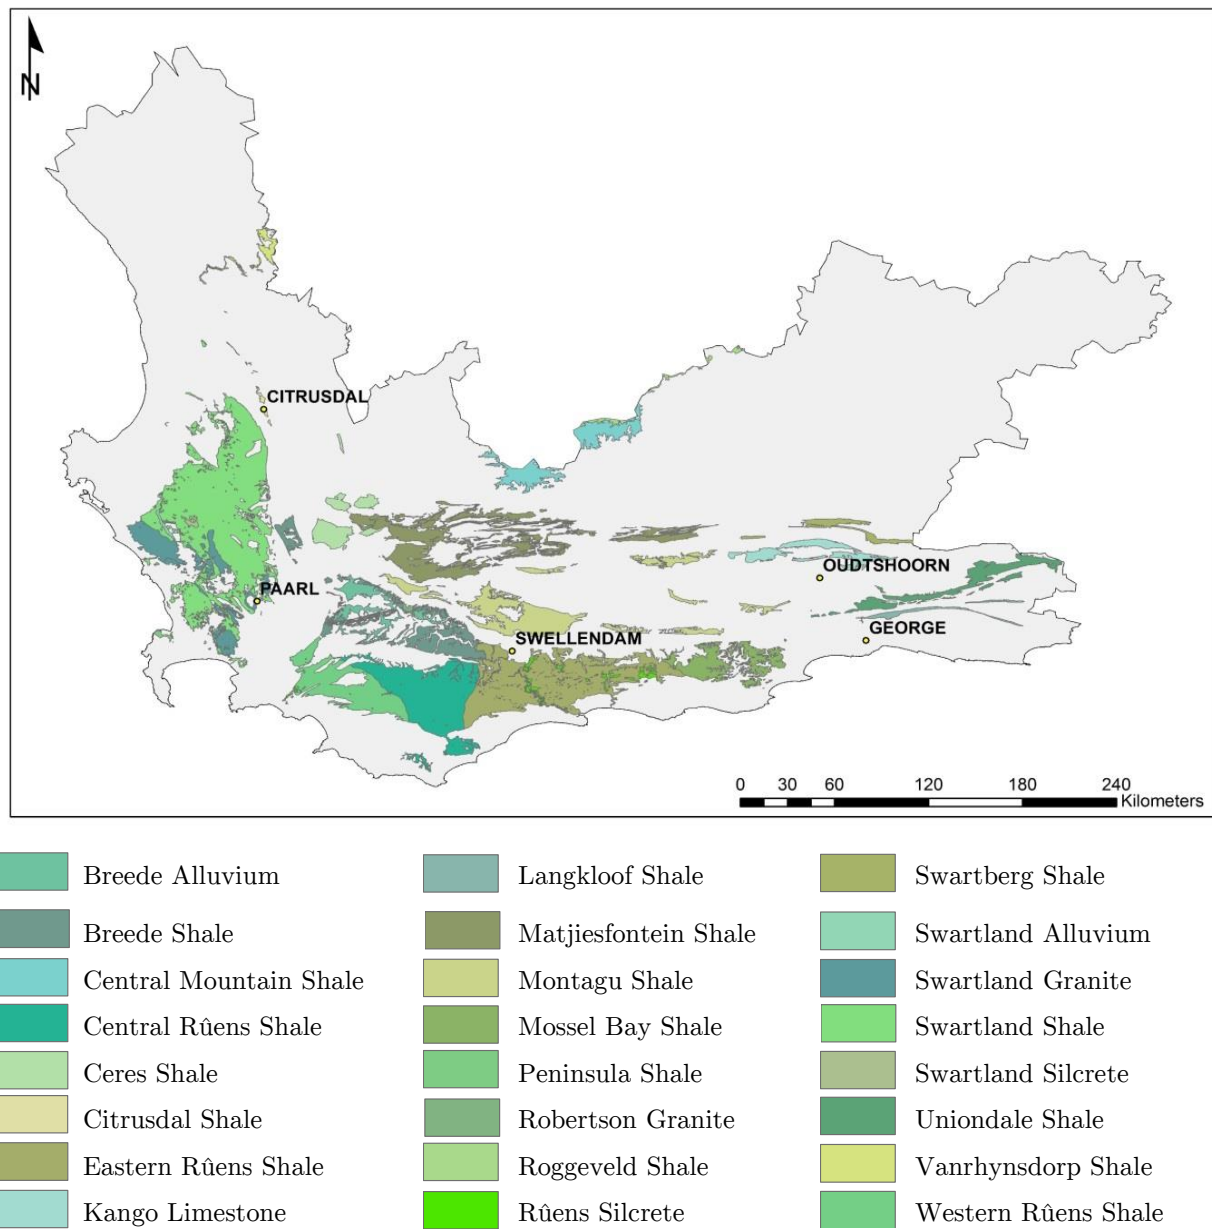 N
CITRUSDAL
PAARL
OUDTSHOORN
GEORGE
SWELLENDAM
0 30 60 120 180 240
Kilometers
Breede Alluvium
Breede Shale
Central Mountain Shale
Central Rûens Shale
Ceres Shale
Citrusdal Shale
Eastern Rûens Shale
Kango Limestone
Langkloof Shale
Matjiesfontein Shale
Montagu Shale
Mossel Bay Shale
Peninsula Shale
Robertson Granite
Roggeveld Shale
Rûens Silcrete
Swartberg Shale
Swartland Alluvium
Swartland Granite
Swartland Shale
Swartland Silcrete
Uniondale Shale
Vanrhynsdorp Shale
Western Rûens Shale